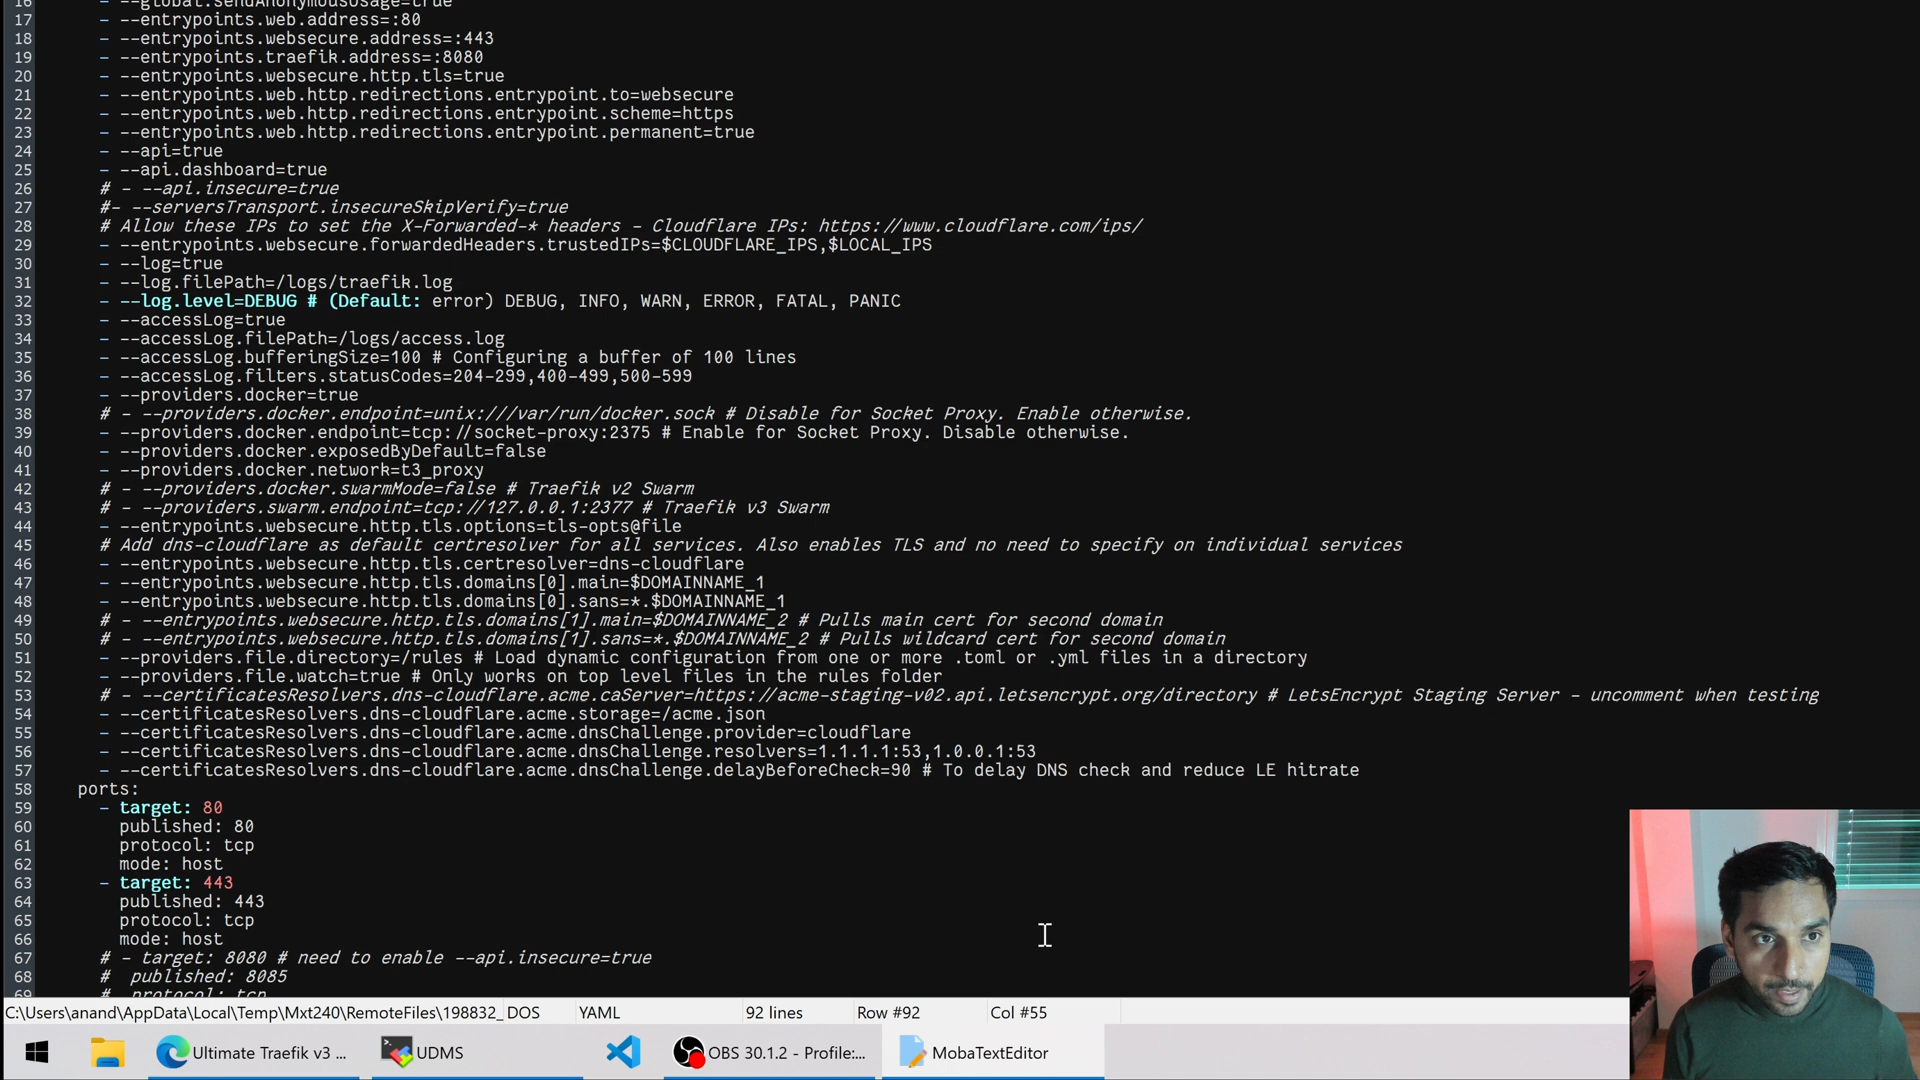 16 - --global.sendAnonymousUsage=true
17 - --entrypoints.web.address=:80
18 - --entrypoints.websecure.address=:443
19 - --entrypoints.traefik.address=:8080
20 - --entrypoints.websecure.http.tls=true
21 - --entrypoints.web.http.redirections.entrypoint.to=websecure
22 - --entrypoints.web.http.redirections.entrypoint.scheme=https
23 - --entrypoints.web.http.redirections.entrypoint.permanent=true
24 - --api=true
25 - --api.dashboard=true
26 # - --api.insecure=true
27 #- --serversTransport.insecureSkipVerify=true
28 # Allow these IPs to set the X-Forwarded-* headers - Cloudflare IPs: https://www.cloudflare.com/ips/
29 - --entrypoints.websecure.forwardedHeaders.trustedIPs=$CLOUDFLARE_IPS,$LOCAL_IPS
30 - --log=true
31 - --log.filePath=/logs/traefik.log
32 - --log.level=DEBUG # (Default: error) DEBUG, INFO, WARN, ERROR, FATAL, PANIC
33 - --accessLog=true
34 - --accessLog.filePath=/logs/access.log
35 - --accessLog.bufferingSize=100 # Configuring a buffer of 100 lines
36 - --accessLog.filters.statusCodes=204-299,400-499,500-599
37 - --providers.docker=true
38 # - --providers.docker.endpoint=unix:///var/run/docker.sock # Disable for Socket Proxy. Enable otherwise.
39 - --providers.docker.endpoint=tcp://socket-proxy:2375 # Enable for Socket Proxy. Disable otherwise.
40 - --providers.docker.exposedByDefault=false
41 - --providers.docker.network=t3_proxy
42 # - --providers.docker.swarmMode=false # Traefik v2 Swarm
43 # - --providers.swarm.endpoint=tcp://127.0.0.1:2377 # Traefik v3 Swarm
44 - --entrypoints.websecure.http.tls.options=tls-opts@file
45 # Add dns-cloudflare as default certresolver for all services. Also enables TLS and no need to specify on individual services
46 - --entrypoints.websecure.http.tls.certresolver=dns-cloudflare
47 - --entrypoints.websecure.http.tls.domains[0].main=$DOMAINNAME_1
48 - --entrypoints.websecure.http.tls.domains[0].sans=*.$DOMAINNAME_1
49 # - --entrypoints.websecure.http.tls.domains[1].main=$DOMAINNAME_2 # Pulls main cert for second domain
50 # - --entrypoints.websecure.http.tls.domains[1].sans=*.$DOMAINNAME_2 # Pulls wildcard cert for second domain
51 - --providers.file.directory=/rules # Load dynamic configuration from one or more .toml or .yml files in a directory
52 - --providers.file.watch=true # Only works on top level files in the rules folder
53 # - --certificatesResolvers.dns-cloudflare.acme.caServer=https://acme-staging-v02.api.letsencrypt.org/directory # LetsEncrypt Staging Server - uncomment when testing
54 - --certificatesResolvers.dns-cloudflare.acme.storage=/acme.json
55 - --certificatesResolvers.dns-cloudflare.acme.dnsChallenge.provider=cloudflare
56 - --certificatesResolvers.dns-cloudflare.acme.dnsChallenge.resolvers=1.1.1.1:53,1.0.0.1:53
57 - --certificatesResolvers.dns-cloudflare.acme.dnsChallenge.delayBeforeCheck=90 # To delay DNS check and reduce LE hitrate
58 ports:
59 - target: 80
60 published: 80
61 protocol: tcp
62 mode: host
63 - target: 443
64 published: 443
65 protocol: tcp
66 mode: host
67 # - target: 8080 # need to enable --api.insecure=true
68 # published: 8085
69 # protocol: tcp
C:\Users\anand\AppData\Local\Temp\Mxt240\RemoteFiles\198832_ DOS YAML 92 lines Row #92 Col #55
Ultimate Traefik v3 ... UDMS OBS 30.1.2 - Profile:... MobaTextEditor